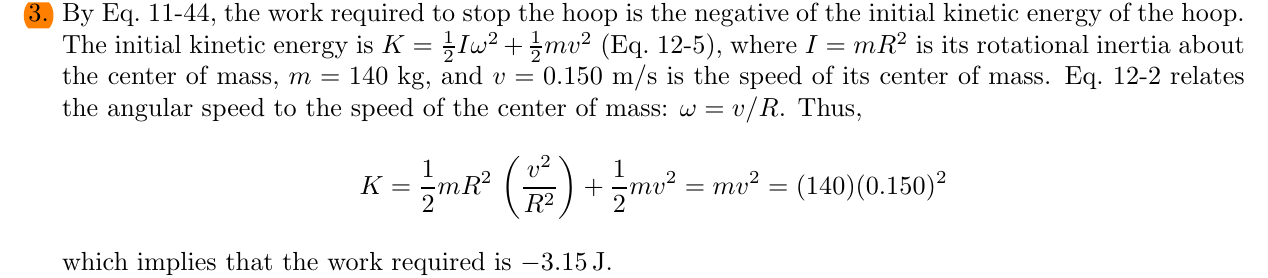 3. By Eq. 11-44, the work required to stop the hoop is the negative of the initial kinetic energy of the hoop.
The initial kinetic energy is K = ½Iω² + ½mv² (Eq. 12-5), where I = mR² is its rotational inertia about
the center of mass, m = 140 kg, and v = 0.150 m/s is the speed of its center of mass. Eq. 12-2 relates
the angular speed to the speed of the center of mass: ω = v/R. Thus,
K = 1/2 mR² (v²/R²) + 1/2 mv² = mv² = (140)(0.150)²
which implies that the work required is −3.15 J.